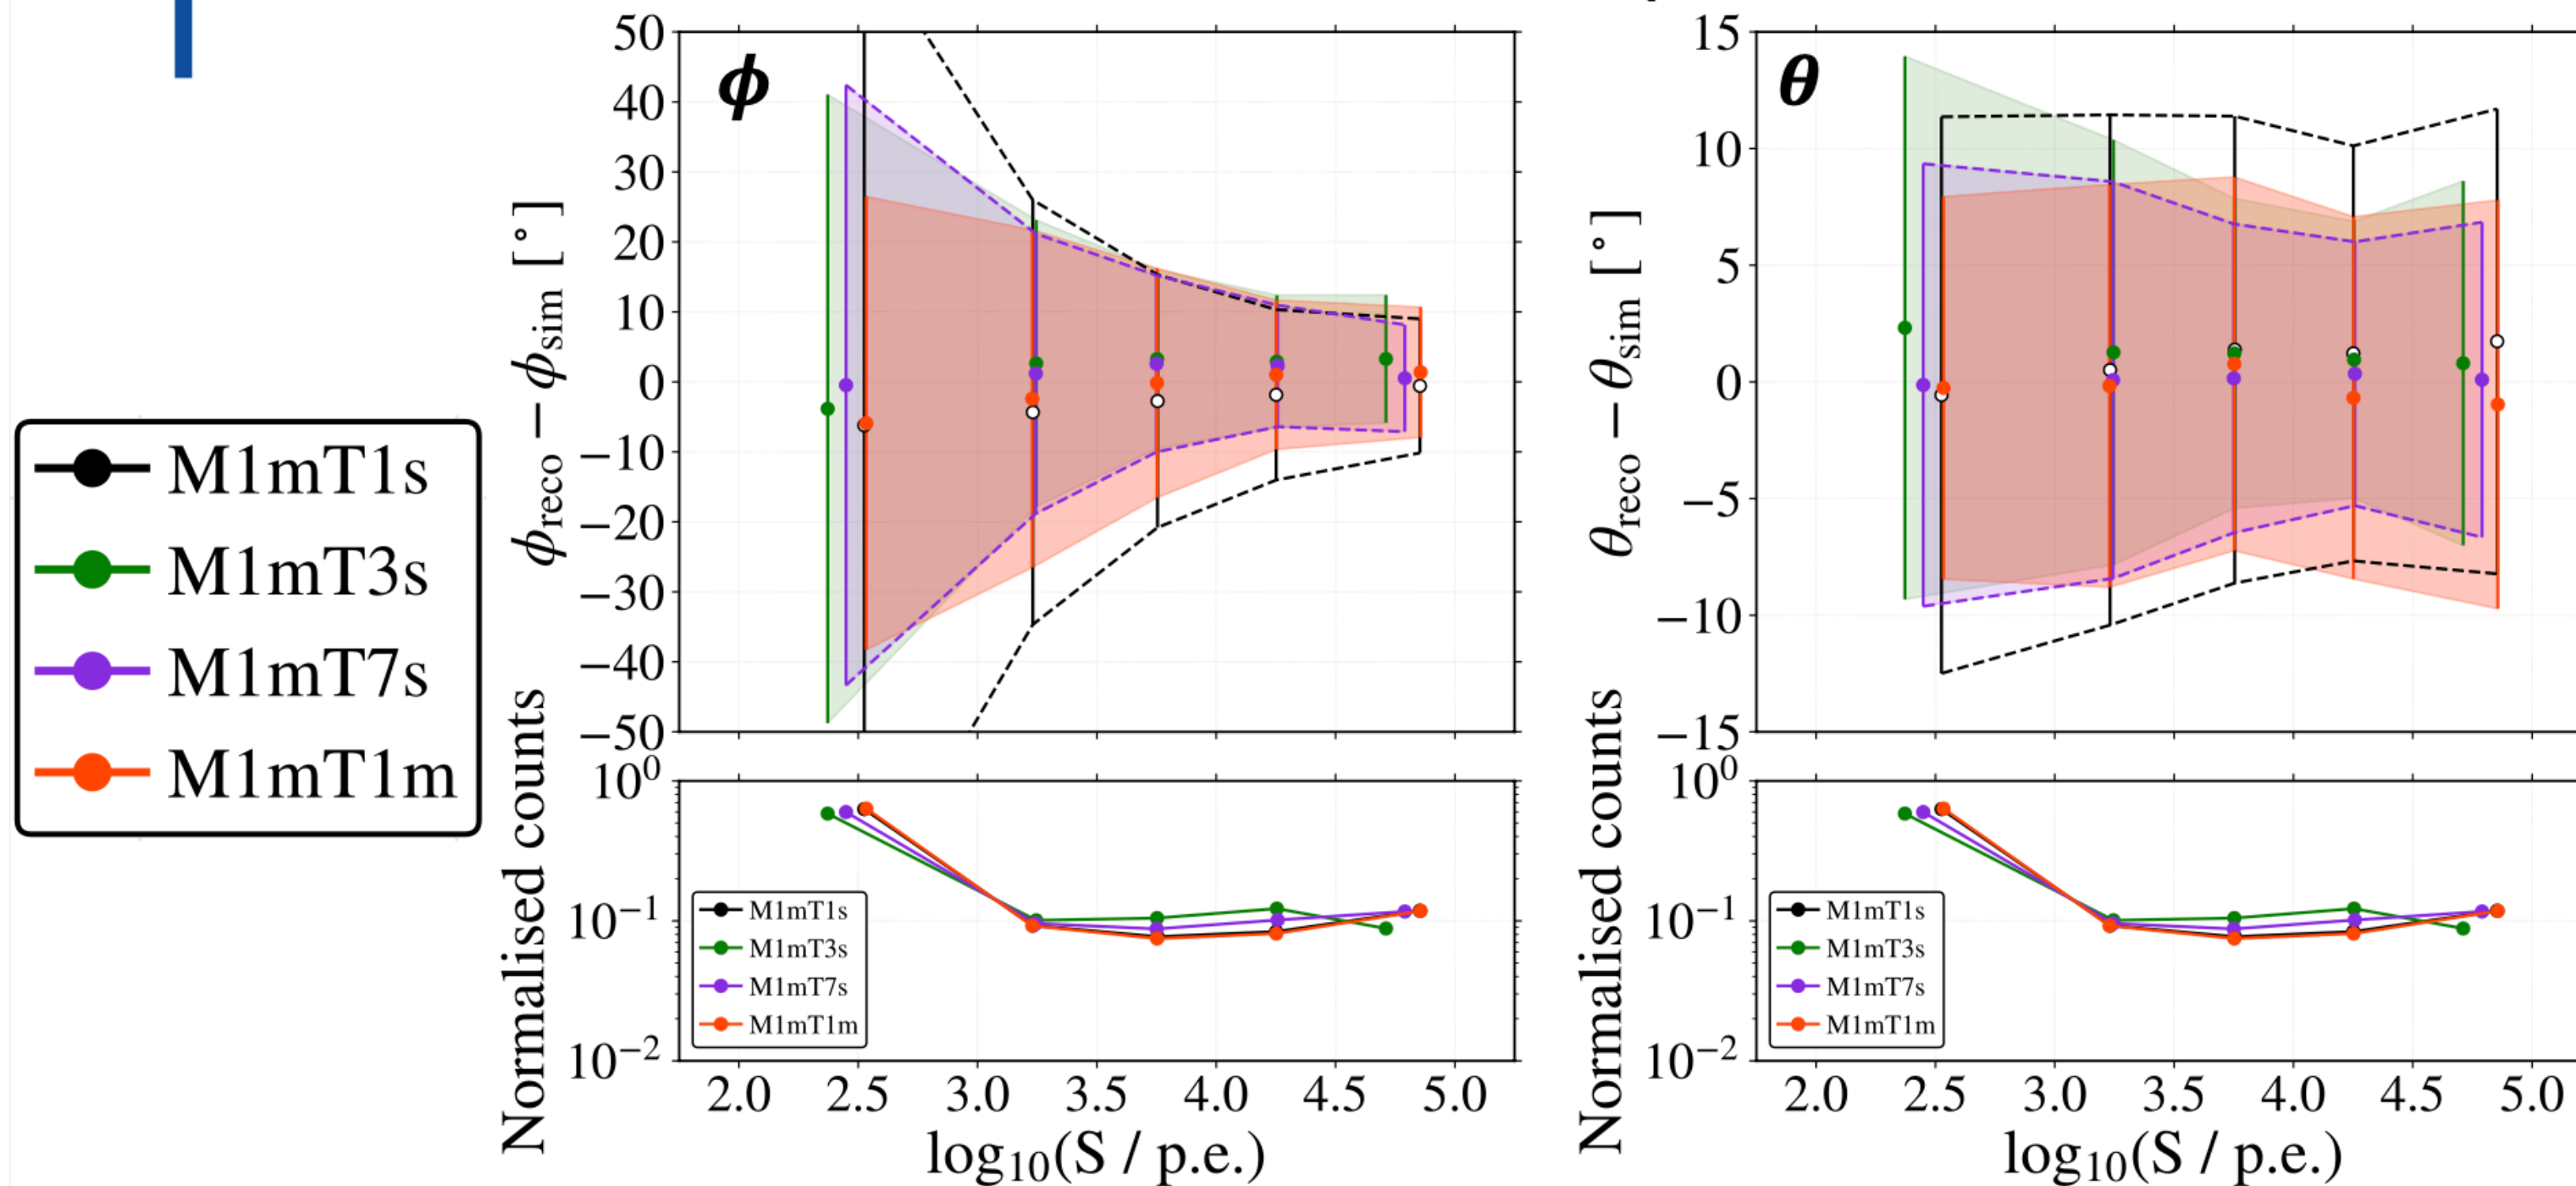 M1mT1s
M1mT3s
M1mT7s
M1mT1m
ϕ
ϕreco − ϕsim [°]
50
40
30
20
10
0
−10
−20
−30
−40
−50
Normalised counts
10⁰
10⁻¹
10⁻²
M1mT1s
M1mT3s
M1mT7s
M1mT1m
2.0 2.5 3.0 3.5 4.0 4.5 5.0
log₁₀(S / p.e.)
θ
θreco − θsim [°]
15
10
5
0
−5
−10
−15
Normalised counts
10⁰
10⁻¹
10⁻²
M1mT1s
M1mT3s
M1mT7s
M1mT1m
2.0 2.5 3.0 3.5 4.0 4.5 5.0
log₁₀(S / p.e.)